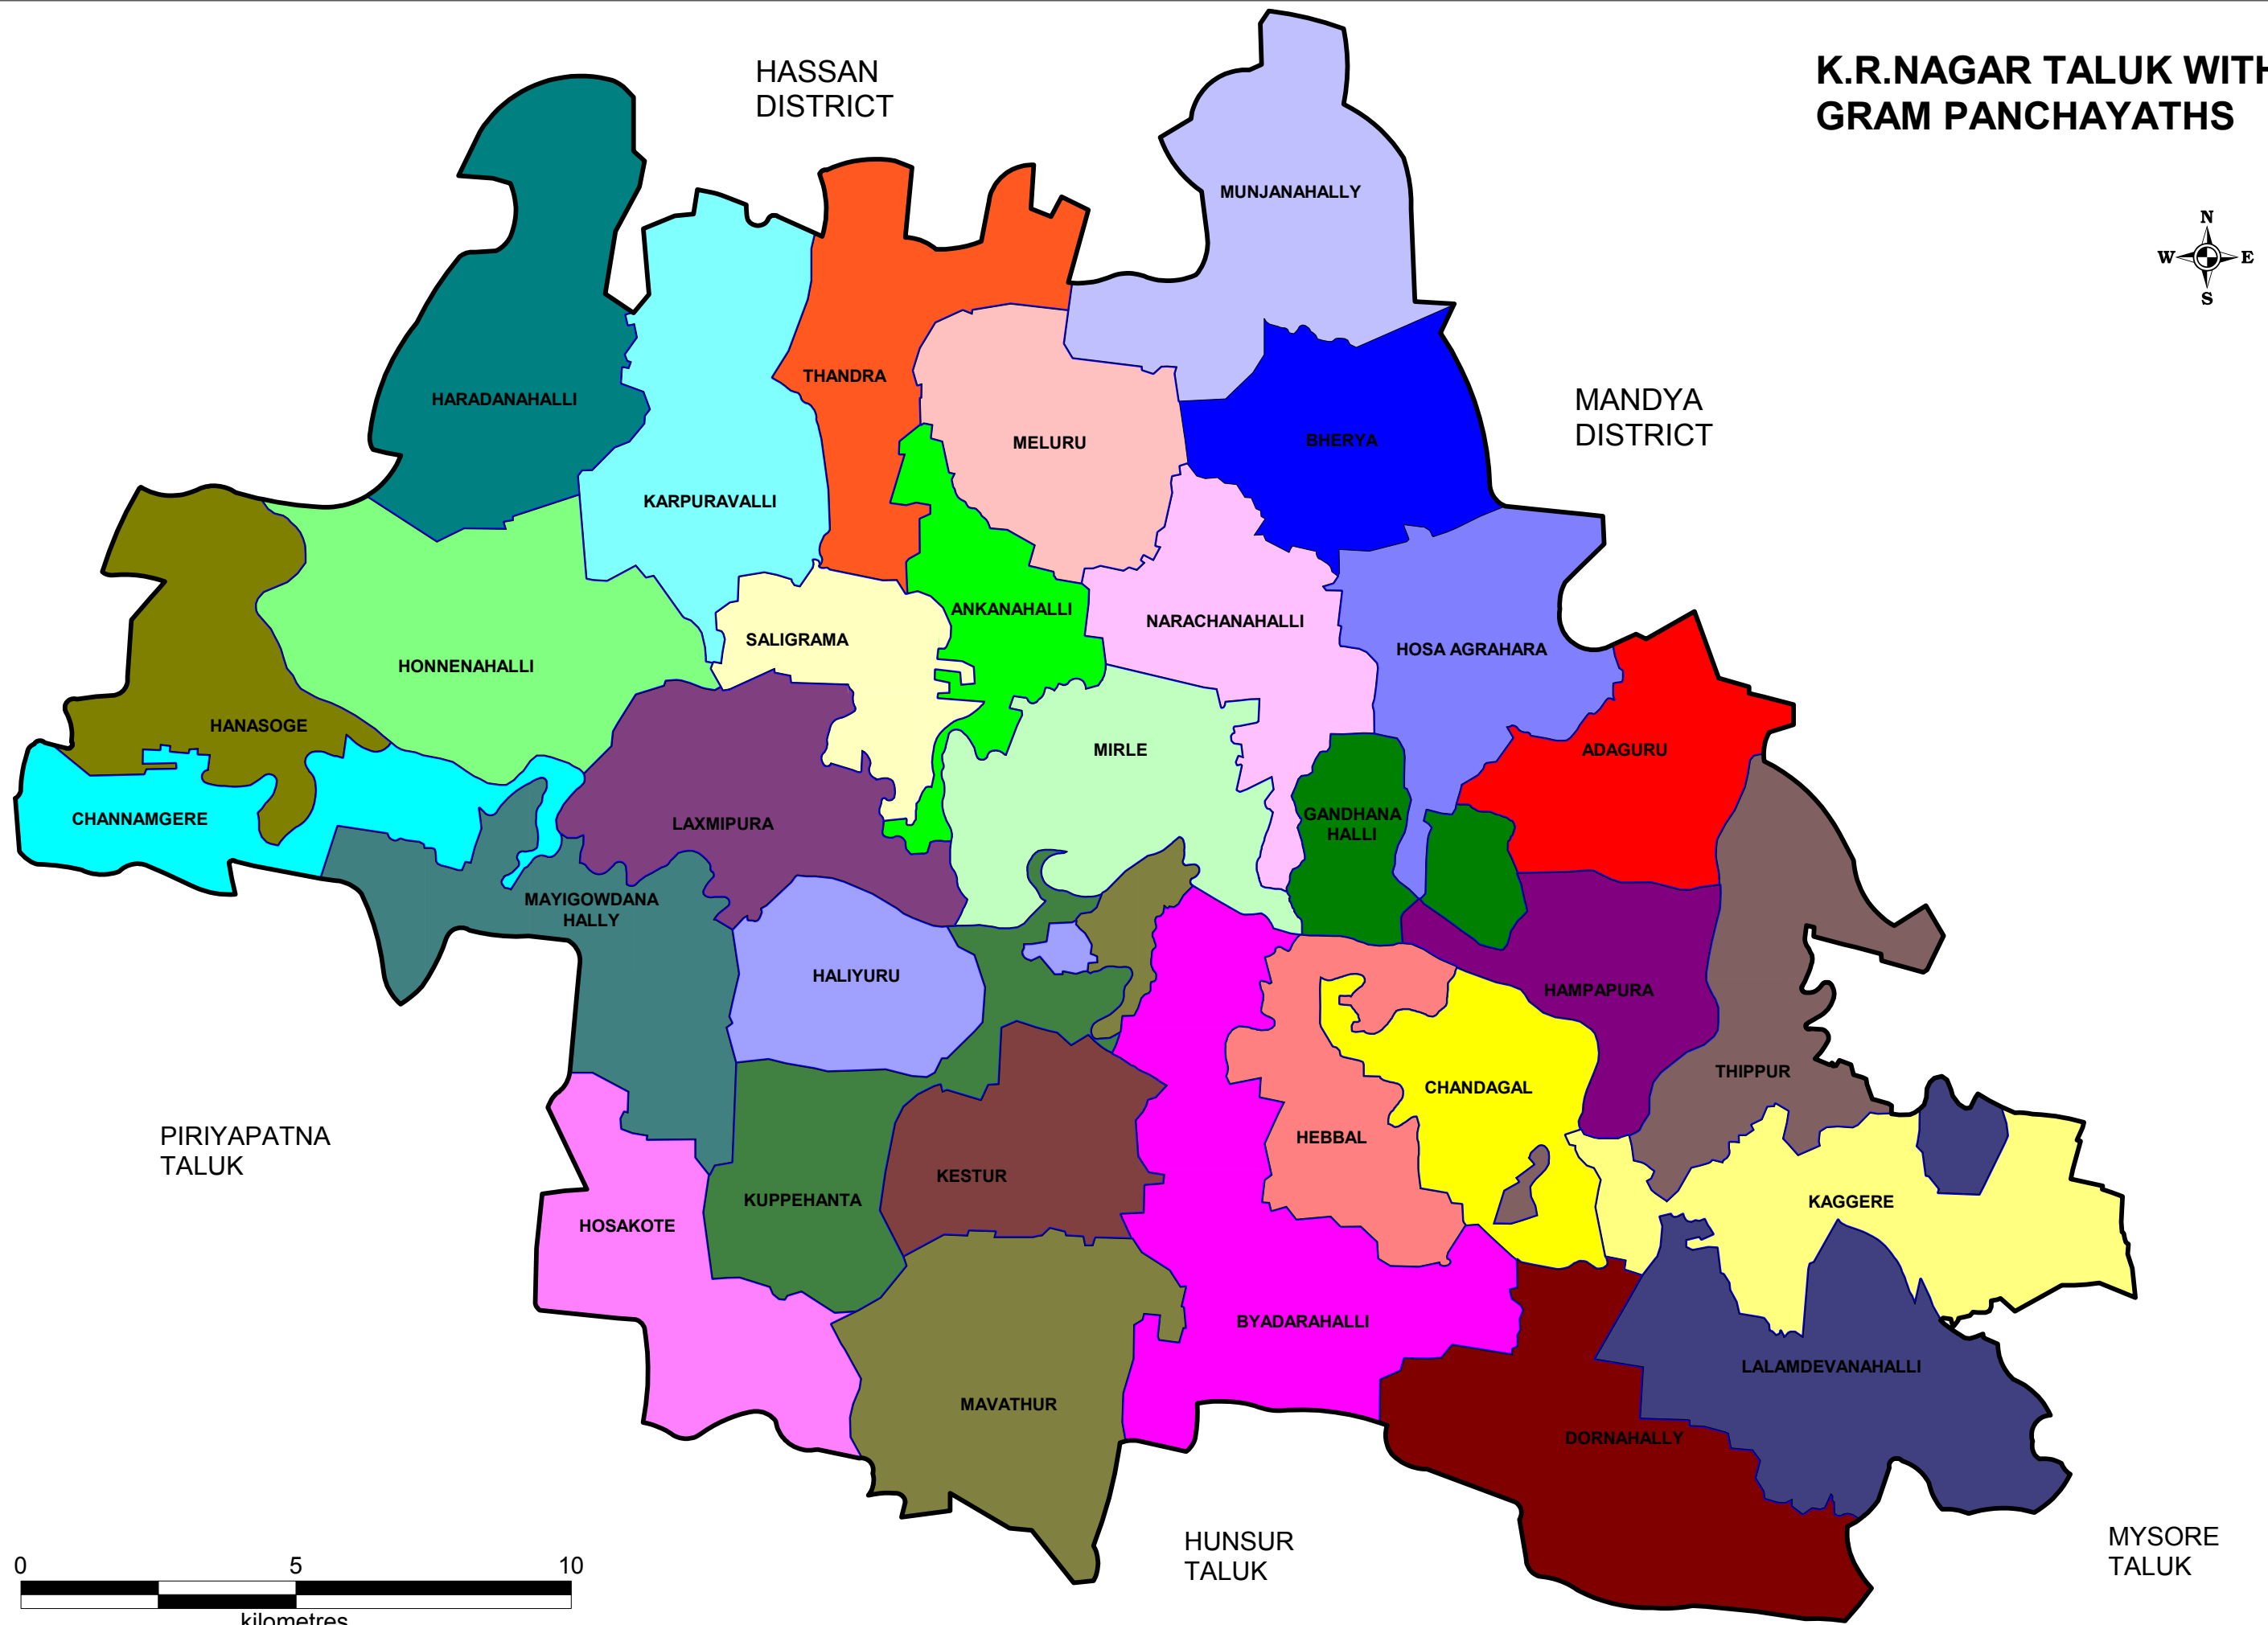 K.R.NAGAR TALUK WITH
GRAM PANCHAYATHS
HASSAN
DISTRICT
MUNJANAHALLY
N
W
E
S
THANDRA
HARADANAHALLI
MANDYA
DISTRICT
MELURU
BHERYA
KARPURAVALLI
ANKANAHALLI
NARACHANAHALLI
SALIGRAMA
HOSA AGRAHARA
HONNENAHALLI
HANASOGE
MIRLE
ADAGURU
CHANNAMGERE
LAXMIPURA
GANDHANA
HALLI
MAYIGOWDANA
HALLY
HALIYURU
HAMPAPURA
THIPPUR
CHANDAGAL
PIRIYAPATNA
TALUK
HEBBAL
KESTUR
KUPPEHANTA
KAGGERE
HOSAKOTE
BYADARAHALLI
LALAMDEVANAHALLI
MAVATHUR
DORNAHALLY
HUNSUR
TALUK
MYSORE
TALUK
0
5
10
kilometres